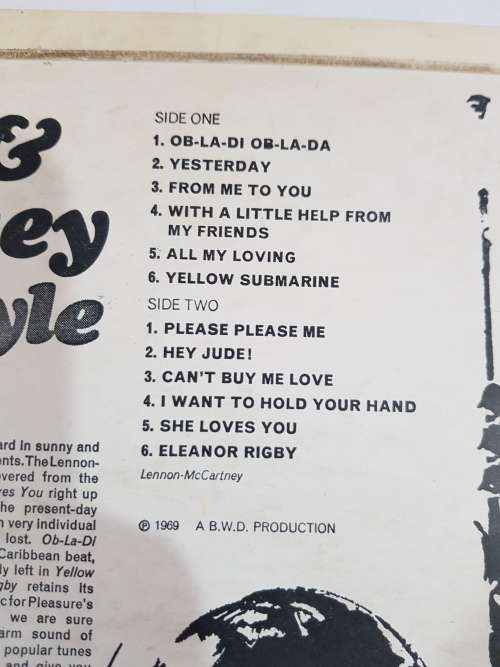 &
ey
yle
SIDE ONE
1. OB-LA-DI OB-LA-DA
2. YESTERDAY
3. FROM ME TO YOU
4. WITH A LITTLE HELP FROM
MY FRIENDS
5. ALL MY LOVING
6. YELLOW SUBMARINE
SIDE TWO
1. PLEASE PLEASE ME
2. HEY JUDE!
3. CAN'T BUY ME LOVE
4. I WANT TO HOLD YOUR HAND
5. SHE LOVES YOU
6. ELEANOR RIGBY
Lennon-McCartney
℗ 1969 A B.W.D. PRODUCTION
ard in sunny and
ents. The Lennon-
vered from the
ves You right up
he present-day
n very individual
lost. Ob-La-Di
Caribbean beat,
ly left in Yellow
gby retains its
c for Pleasure's
we are sure
arm sound of
popular tunes
and give you